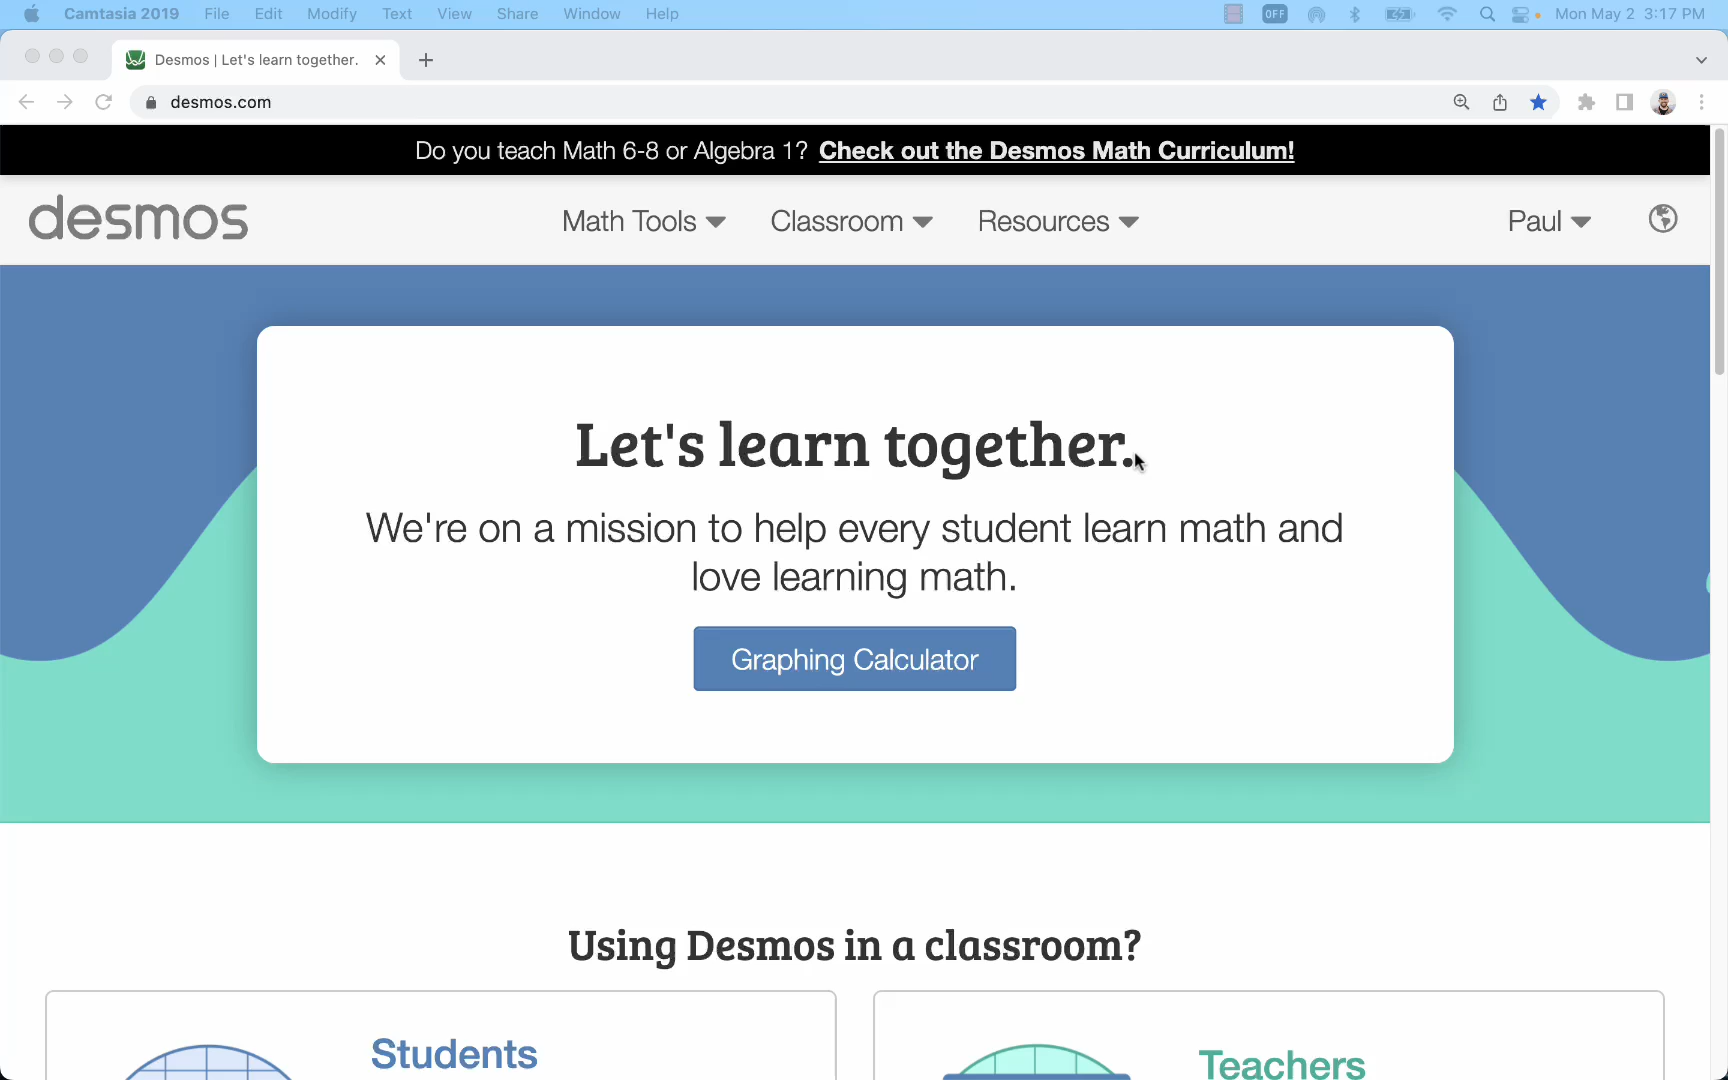 Camtasia 2019 File Edit Modify Text View Share Window Help OFF Mon May 2 3:17 PM
Desmos | Let's learn together.
desmos.com
Do you teach Math 6-8 or Algebra 1? Check out the Desmos Math Curriculum!
desmos Math Tools Classroom Resources Paul
Let's learn together.
We're on a mission to help every student learn math and
love learning math.
Graphing Calculator
Using Desmos in a classroom?
Students
Teachers